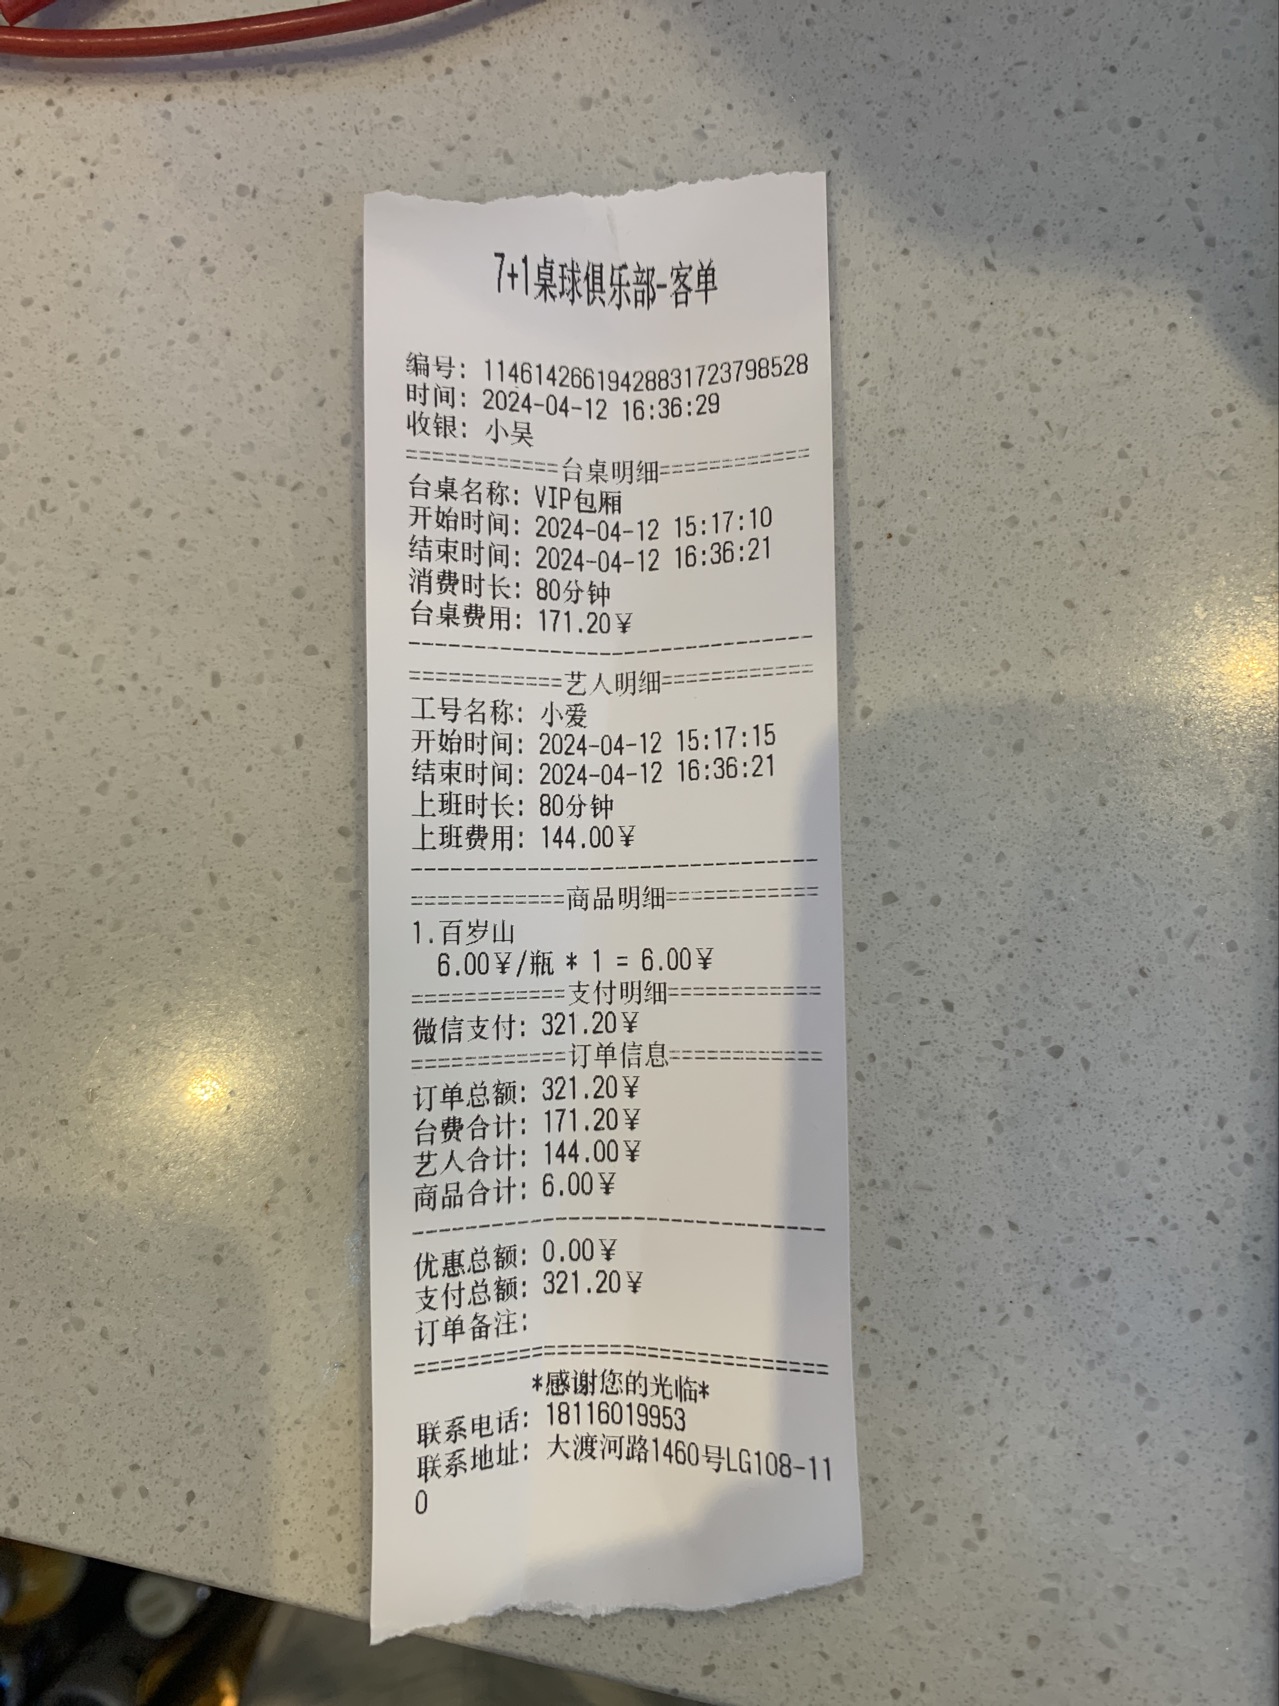 7+1桌球俱乐部-客单
编号: 11461426619428831723798528
时间: 2024-04-12 16:36:29
收银: 小昊
============台桌明细============
台桌名称: VIP包厢
开始时间: 2024-04-12 15:17:10
结束时间: 2024-04-12 16:36:21
消费时长: 80分钟
台桌费用: 171.20¥
--------------------------------
============艺人明细============
工号名称: 小爱
开始时间: 2024-04-12 15:17:15
结束时间: 2024-04-12 16:36:21
上班时长: 80分钟
上班费用: 144.00¥
--------------------------------
============商品明细============
1.百岁山
6.00¥/瓶 * 1 = 6.00¥
============支付明细============
微信支付: 321.20¥
============订单信息============
订单总额: 321.20¥
台费合计: 171.20¥
艺人合计: 144.00¥
商品合计: 6.00¥
--------------------------------
优惠总额: 0.00¥
支付总额: 321.20¥
订单备注:
================================
*感谢您的光临*
联系电话: 18116019953
联系地址: 大渡河路1460号LG108-11
0